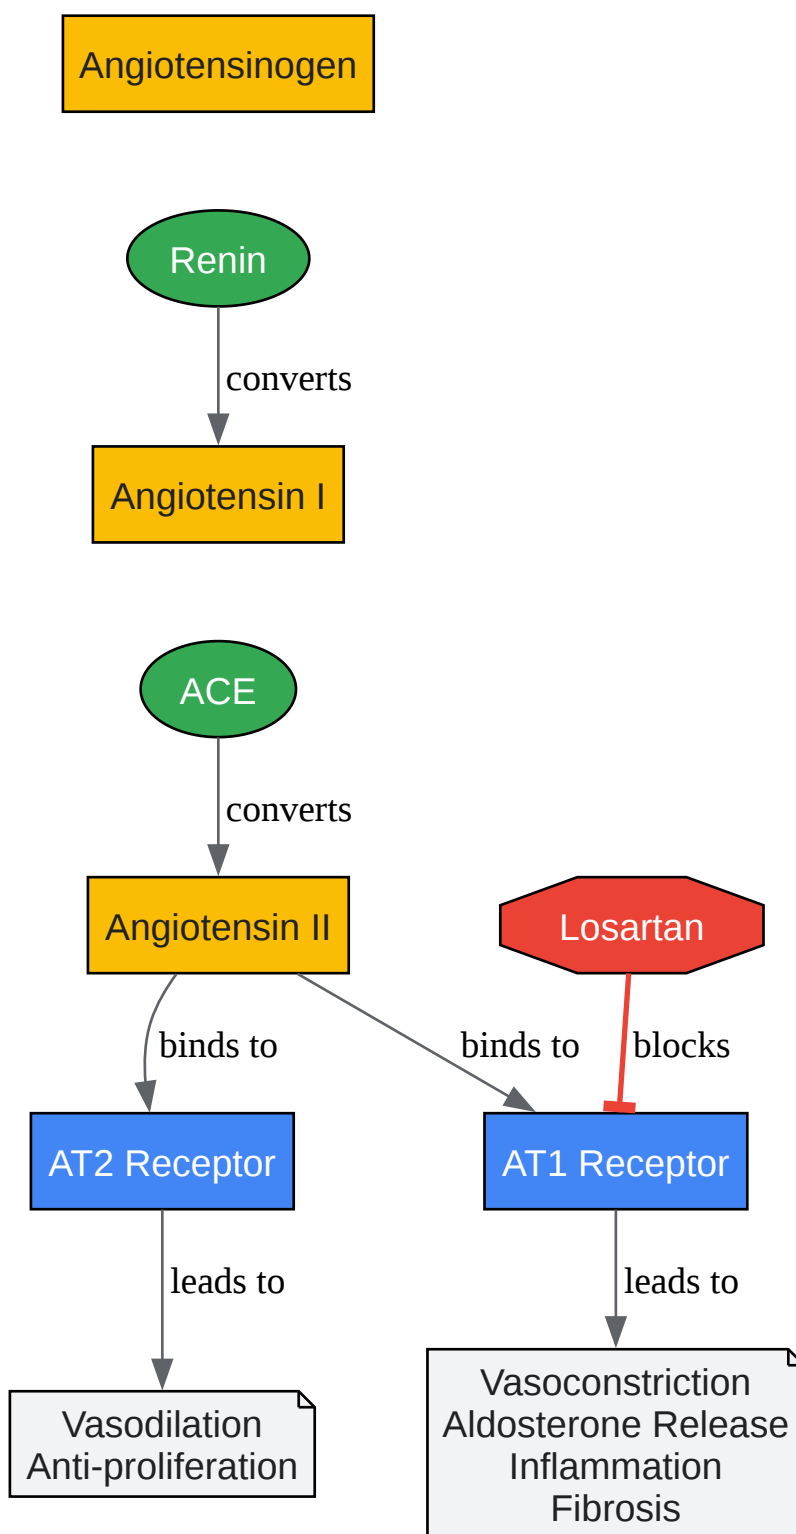 Angiotensinogen
Renin
converts
Angiotensin I
ACE
converts
Angiotensin II
Losartan
binds to
binds to
blocks
AT2 Receptor
AT1 Receptor
leads to
leads to
Vasodilation
Anti-proliferation
Vasoconstriction
Aldosterone Release
Inflammation
Fibrosis